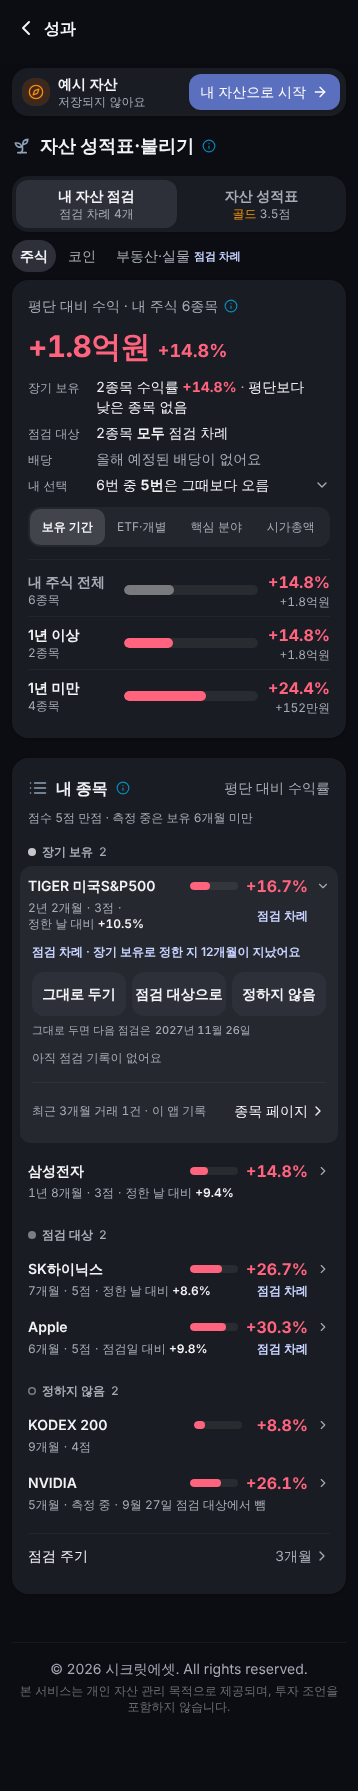 성과
예시 자산
저장되지 않아요
내 자산으로 시작 →
자산 성적표·불리기
내 자산 점검
점검 차례 4개
자산 성적표
골드 3.5점
주식
코인
부동산·실물 점검 차례
평단 대비 수익 · 내 주식 6종목
+1.8억원 +14.8%
장기 보유 2종목 수익률 +14.8% · 평단보다
낮은 종목 없음
점검 대상 2종목 모두 점검 차례
배당 올해 예정된 배당이 없어요
내 선택 6번 중 5번은 그때보다 오름
보유 기간 ETF·개별 핵심 분야 시가총액
내 주식 전체 +14.8%
6종목 +1.8억원
1년 이상 +14.8%
2종목 +1.8억원
1년 미만 +24.4%
4종목 +152만원
내 종목 평단 대비 수익률
점수 5점 만점 · 측정 중은 보유 6개월 미만
장기 보유 2
TIGER 미국S&P500 +16.7%
2년 2개월 · 3점 ·
정한 날 대비 +10.5% 점검 차례
점검 차례 · 장기 보유로 정한 지 12개월이 지났어요
그대로 두기 점검 대상으로 정하지 않음
그대로 두면 다음 점검은 2027년 11월 26일
아직 점검 기록이 없어요
최근 3개월 거래 1건 · 이 앱 기록 종목 페이지
삼성전자 +14.8%
1년 8개월 · 3점 · 정한 날 대비 +9.4%
점검 대상 2
SK하이닉스 +26.7%
7개월 · 5점 · 정한 날 대비 +8.6% 점검 차례
Apple +30.3%
6개월 · 5점 · 점검일 대비 +9.8% 점검 차례
정하지 않음 2
KODEX 200 +8.8%
9개월 · 4점
NVIDIA +26.1%
5개월 · 측정 중 · 9월 27일 점검 대상에서 뺌
점검 주기 3개월
© 2026 시크릿에셋. All rights reserved.
본 서비스는 개인 자산 관리 목적으로 제공되며, 투자 조언을
포함하지 않습니다.